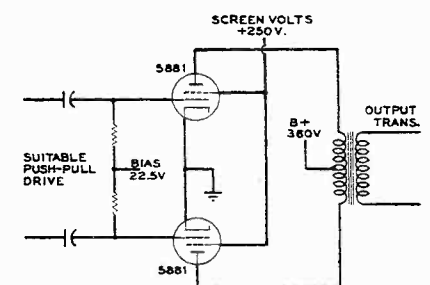 SCREEN VOLTS
+250V.
5881
B+
360V
OUTPUT
TRANS.
SUITABLE
PUSH-PULL
DRIVE
BIAS
22.5V
5881